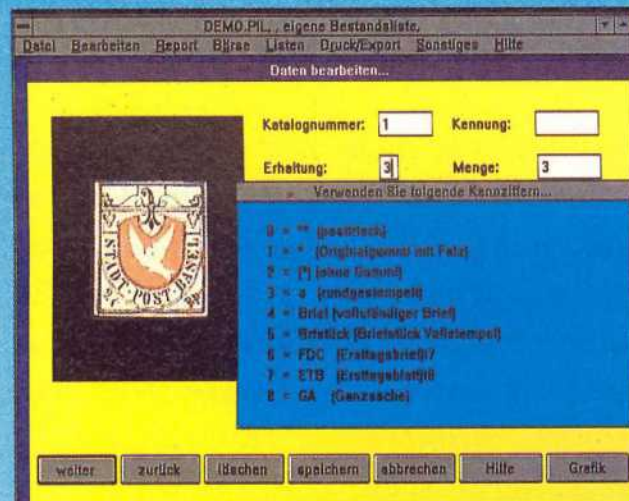 DEMO.PIL, , eigene Bestandsliste,
Datei Bearbeiten Report Börse Listen Druck/Export Sonstiges Hilfe
Daten bearbeiten...
Katalognummer: 1 Kennung:
Erhaltung: 3 Menge: 3
Verwenden Sie folgende Kennziffern...
0 = ** (postfrisch)
1 = * (Originalgummi mit Falz)
2 = (*) (ohne Gummi)
3 = a (rundgestempelt)
4 = Brief (vollständiger Brief)
5 = Brfstück (Briefstück Vollstempel)
6 = FDC (Ersttagsbrief)
7 = ETB (Ersttagsblatt)
8 = GA (Ganzsache)
STADT·POST·BASEL
weiter zurück löschen speichern abbrechen Hilfe Grafik